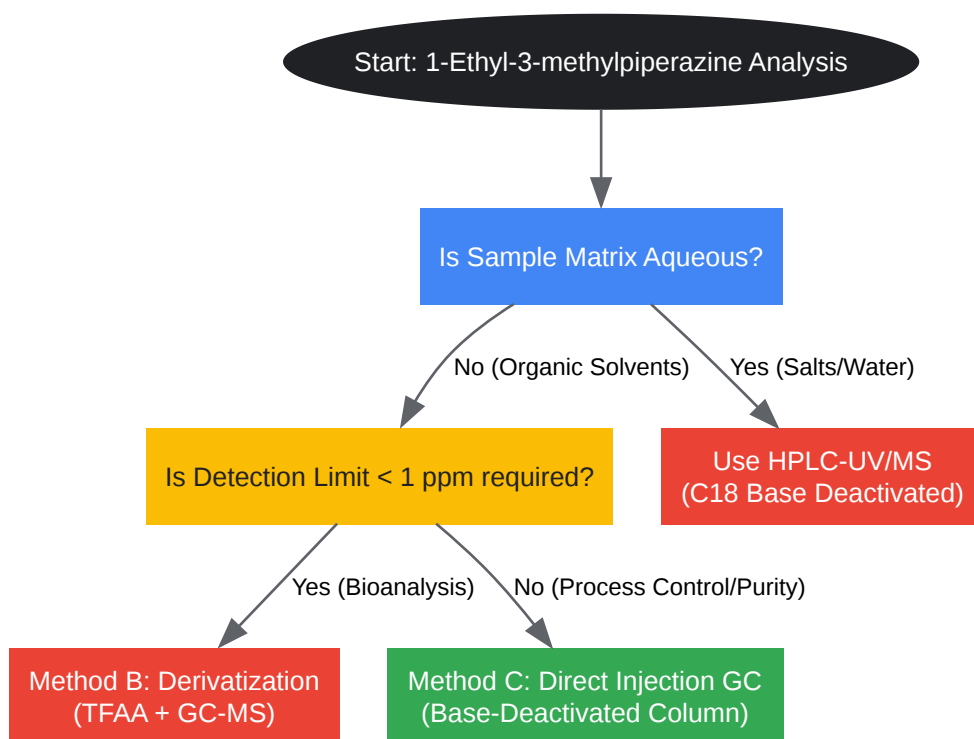 Start: 1-Ethyl-3-methylpiperazine Analysis
Is Sample Matrix Aqueous?
No (Organic Solvents)
Yes (Salts/Water)
Is Detection Limit < 1 ppm required?
Use HPLC-UV/MS
(C18 Base Deactivated)
Yes (Bioanalysis)
No (Process Control/Purity)
Method B: Derivatization
(TFAA + GC-MS)
Method C: Direct Injection GC
(Base-Deactivated Column)